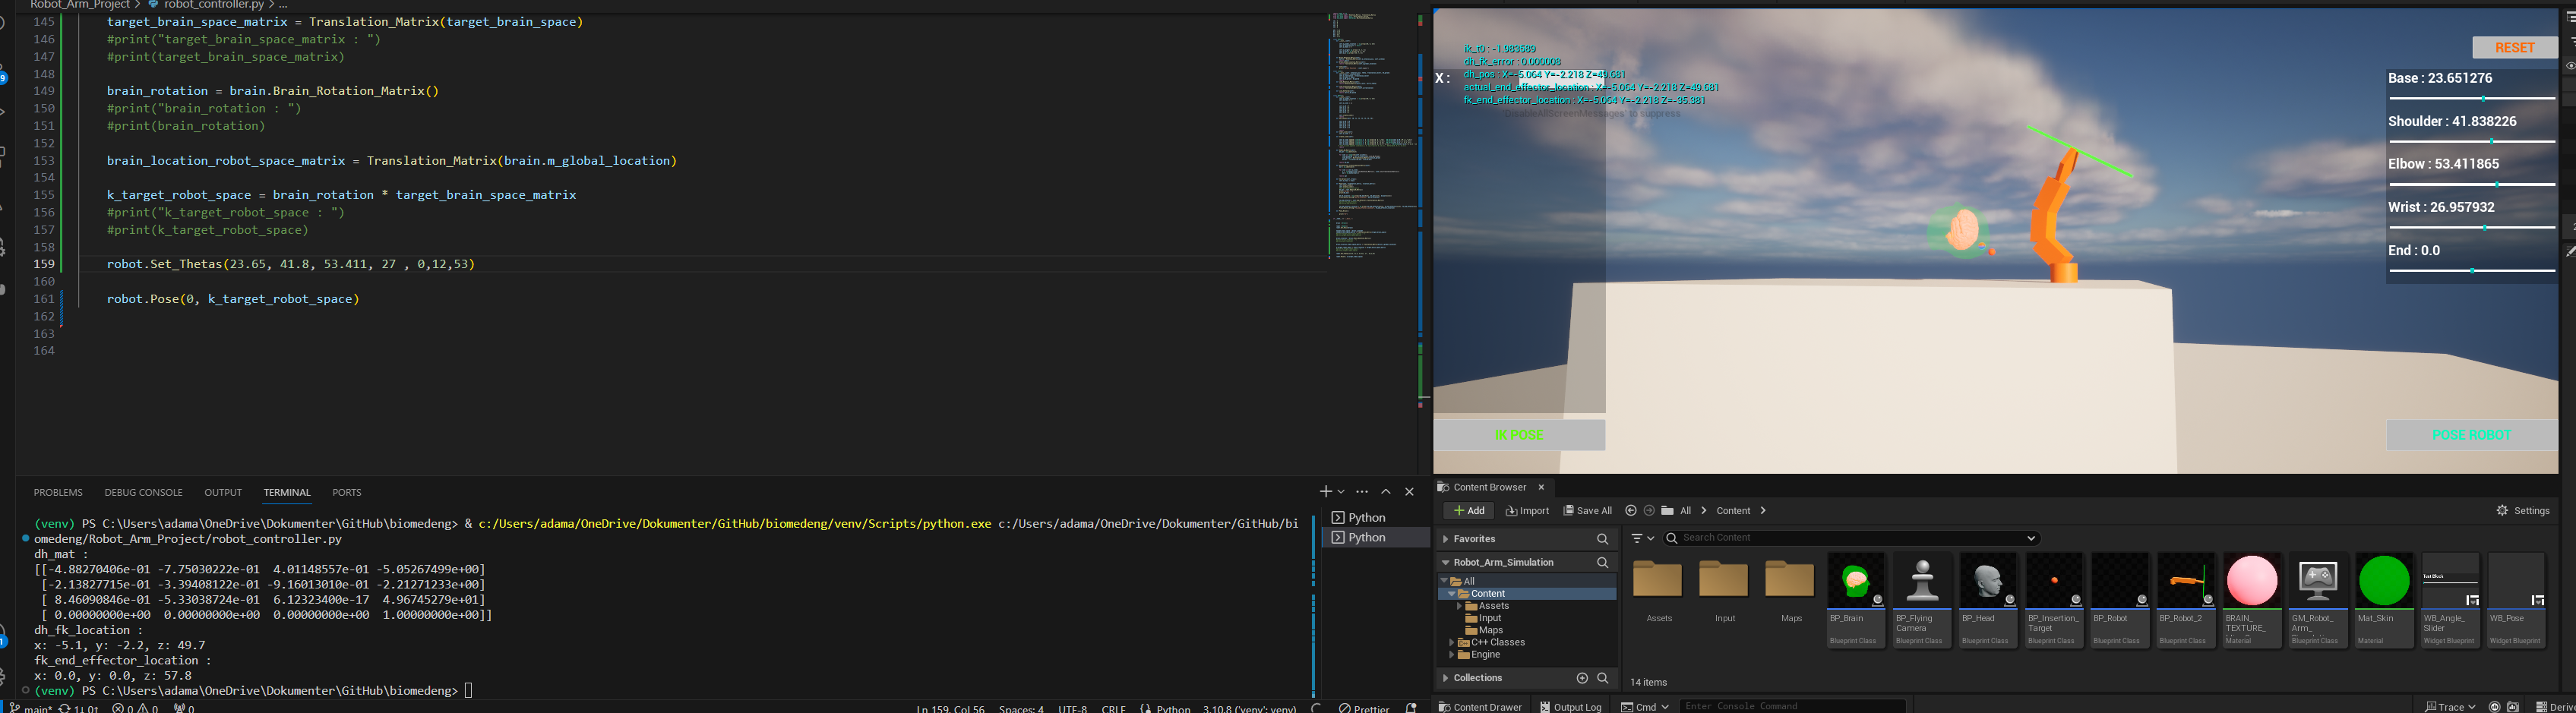 Robot_Arm_Project > robot_controller.py > ...
145 target_brain_space_matrix = Translation_Matrix(target_brain_space)
146 #print("target_brain_space_matrix : ")
147 #print(target_brain_space_matrix)
148
149 brain_rotation = brain.Brain_Rotation_Matrix()
150 #print("brain_rotation : ")
151 #print(brain_rotation)
152
153 brain_location_robot_space_matrix = Translation_Matrix(brain.m_global_location)
154
155 k_target_robot_space = brain_rotation * target_brain_space_matrix
156 #print("k_target_robot_space : ")
157 #print(k_target_robot_space)
158
159 robot.Set_Thetas(23.65, 41.8, 53.411, 27 , 0,12,53)
160
161 robot.Pose(0, k_target_robot_space)
162
163
164
PROBLEMS DEBUG CONSOLE OUTPUT TERMINAL PORTS
(venv) PS C:\Users\adama\OneDrive\Dokumenter\GitHub\biomedeng> & c:/Users/adama/OneDrive/Dokumenter/GitHub/biomedeng/venv/Scripts/python.exe c:/Users/adama/OneDrive/Dokumenter/GitHub/bi
omedeng/Robot_Arm_Project/robot_controller.py
dh_mat :
[[-4.88270406e-01 -7.75030222e-01 4.01148557e-01 -5.05267499e+00]
[-2.13827715e-01 -3.39408122e-01 -9.16013010e-01 -2.21271233e+00]
[ 8.46090846e-01 -5.33038724e-01 6.12323400e-17 4.96745279e+01]
[ 0.00000000e+00 0.00000000e+00 0.00000000e+00 1.00000000e+00]]
dh_fk_location :
x: -5.1, y: -2.2, z: 49.7
fk_end_effector_location :
x: 0.0, y: 0.0, z: 57.8
(venv) PS C:\Users\adama\OneDrive\Dokumenter\GitHub\biomedeng>
Python
Python
main* 1↓ 0↑ 0 0 0
Ln 159, Col 56 Spaces: 4 UTF-8 CRLF Python 3.10.8 ('venv': venv) Prettier
ik_t0 : -1.983589
dh_fk_error : 0.000008
dh_pos : X=-5.064 Y=-2.218 Z=49.681
actual_end_effector_location : X=-5.064 Y=-2.218 Z=49.681
fk_end_effector_location : X=-5.064 Y=-2.218 Z=-35.381
'DisableAllScreenMessages' to suppress
X :
RESET
Base : 23.651276
Shoulder : 41.838226
Elbow : 53.411865
Wrist : 26.957932
End : 0.0
IK POSE
POSE ROBOT
Content Browser
Add Import Save All All > Content > Settings
Favorites
Search Content
Robot_Arm_Simulation
All
Content
Assets
Input
Maps
C++ Classes
Engine
Collections
Assets
Input
Maps
BP_Brain
Blueprint Class
BP_Flying
Camera
Blueprint Class
BP_Head
Blueprint Class
BP_Insertion_
Target
Blueprint Class
BP_Robot
Blueprint Class
BP_Robot_2
Blueprint Class
BRAIN_
TEXTURE_
Material
GM_Robot_
Arm_
Blueprint Class
Mat_Skin
Material
WB_Angle_
Slider
Widget Blueprint
WB_Pose
Widget Blueprint
14 items
Content Drawer Output Log Cmd Enter Console Command Trace Deriv